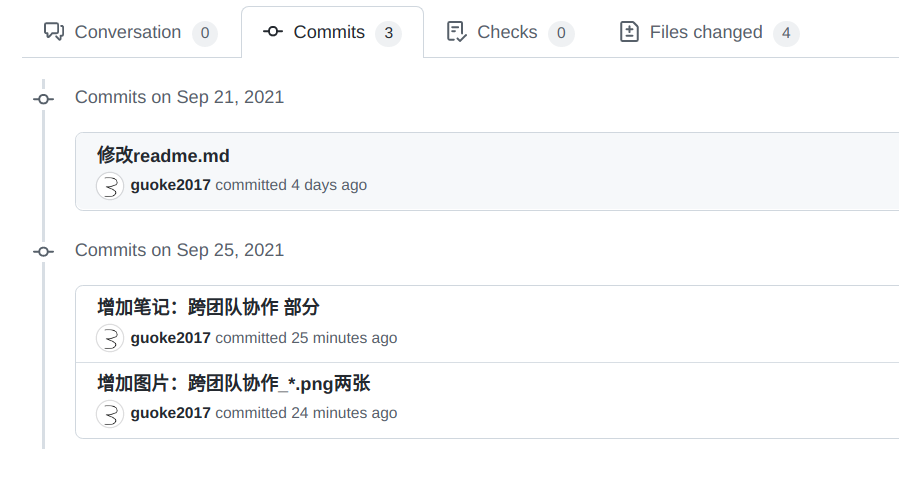 Conversation 0 Commits 3 Checks 0 Files changed 4
Commits on Sep 21, 2021
修改readme.md
guoke2017 committed 4 days ago
Commits on Sep 25, 2021
增加笔记：跨团队协作 部分
guoke2017 committed 25 minutes ago
增加图片：跨团队协作_*.png两张
guoke2017 committed 24 minutes ago